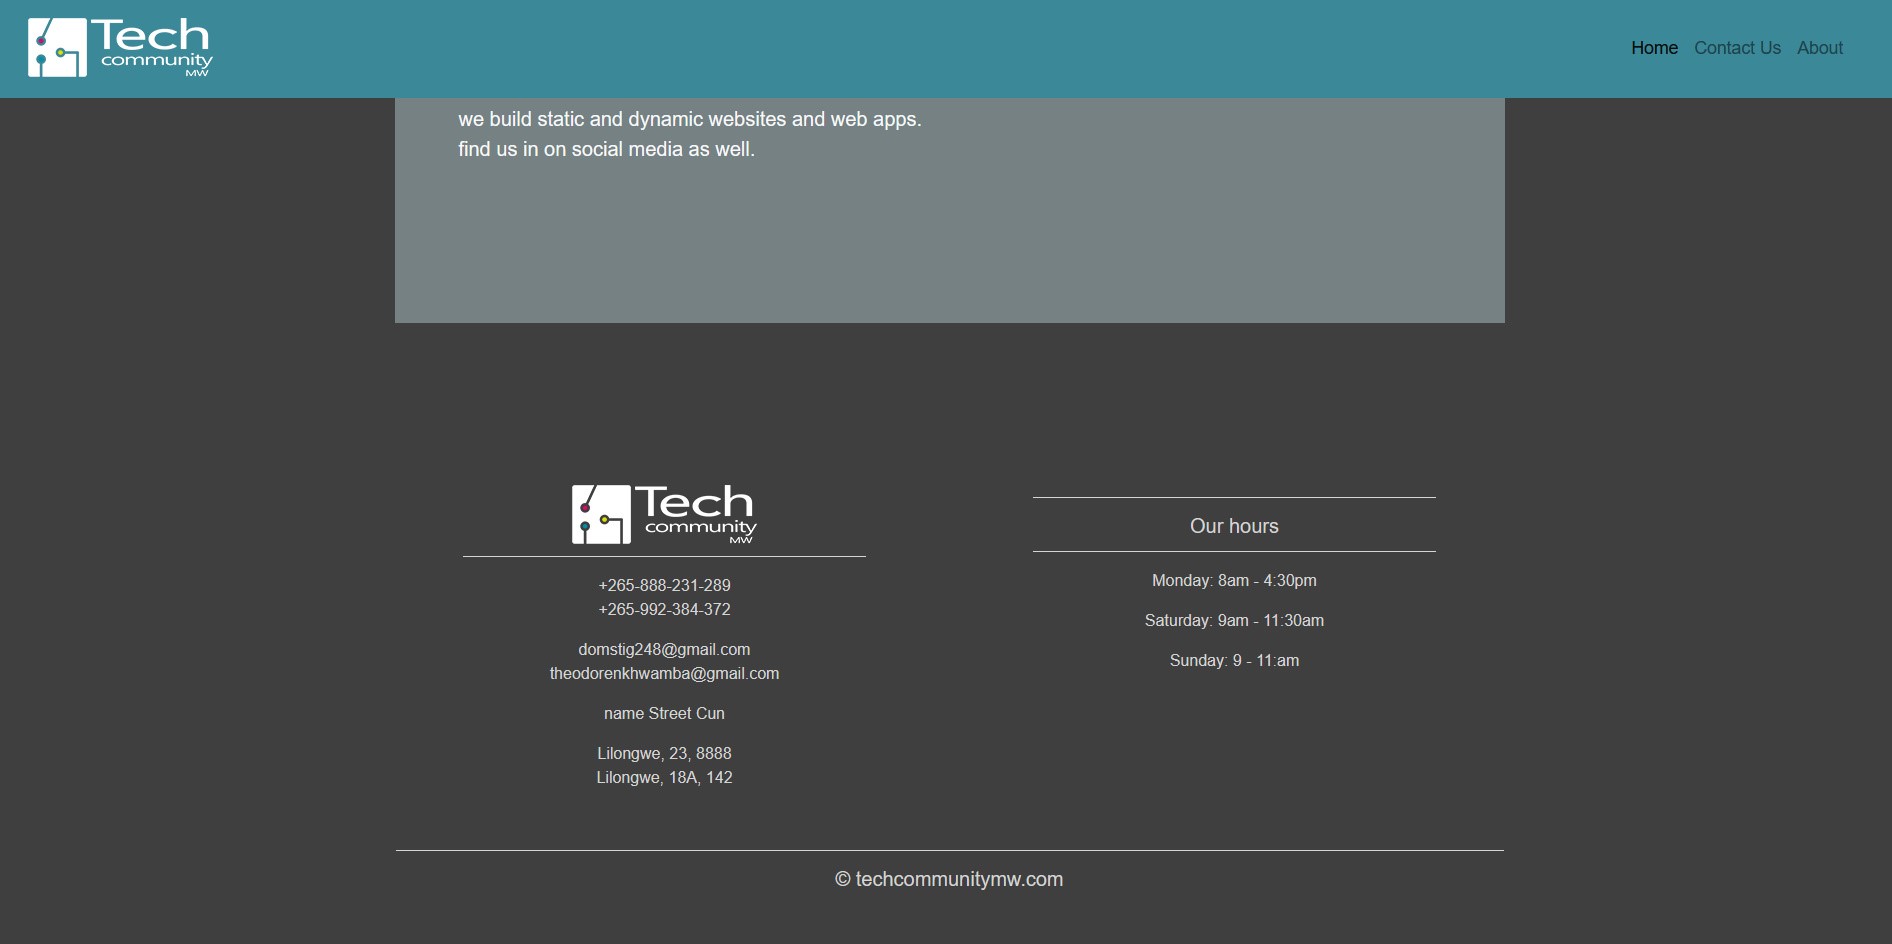 Tech
community
MW
Home Contact Us About
we build static and dynamic websites and web apps.
find us in on social media as well.
Tech
community
MW
+265-888-231-289
+265-992-384-372
domstig248@gmail.com
theodorenkhwamba@gmail.com
name Street Cun
Lilongwe, 23, 8888
Lilongwe, 18A, 142
Our hours
Monday: 8am - 4:30pm
Saturday: 9am - 11:30am
Sunday: 9 - 11:am
© techcommunitymw.com